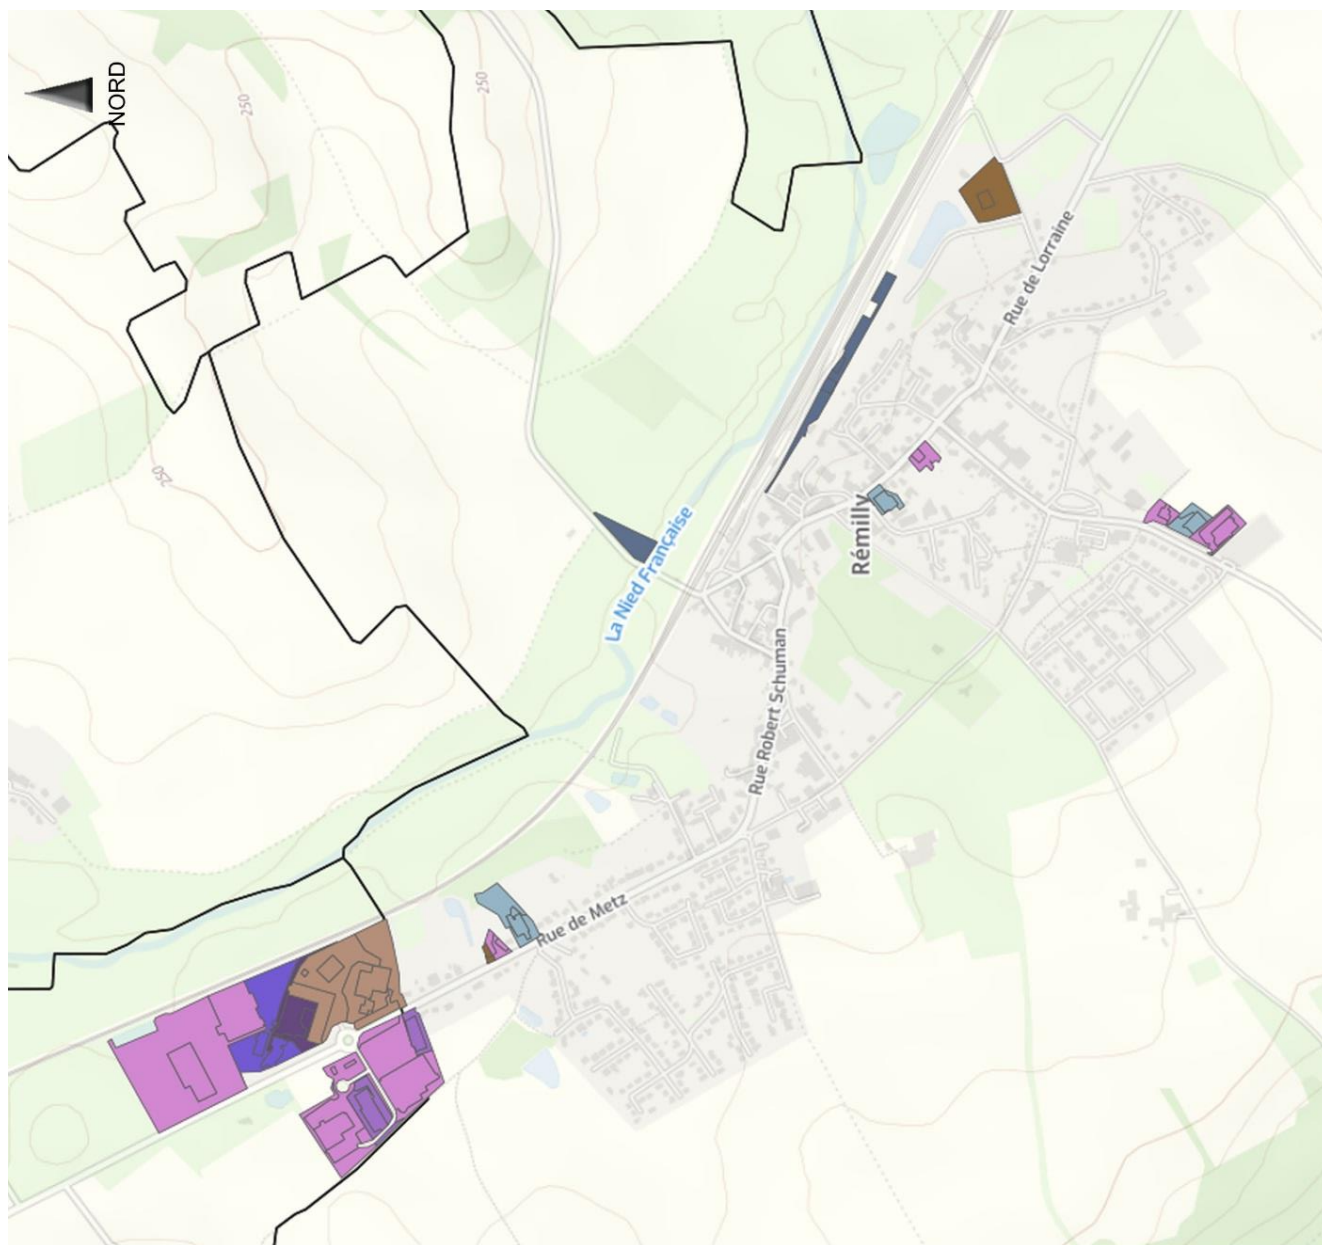 NORD
250
250
Rue de Lorraine
250
Rémilly
La Nied Française
Rue Robert Schuman
Rue de Metz